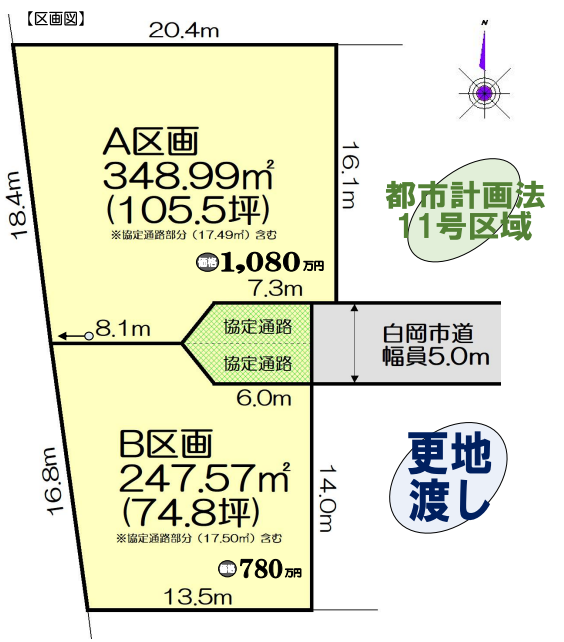 【区画図】
20.4m
N
A区画
348.99㎡
(105.5坪)
※協定通路部分（17.49㎡）含む
価格1,080万円
18.4m
16.1m
都市計画法
11号区域
7.3m
8.1m
協定通路
協定通路
白岡市道
幅員5.0m
6.0m
B区画
247.57㎡
(74.8坪)
※協定通路部分（17.50㎡）含む
780万円
16.8m
14.0m
13.5m
更地
渡し